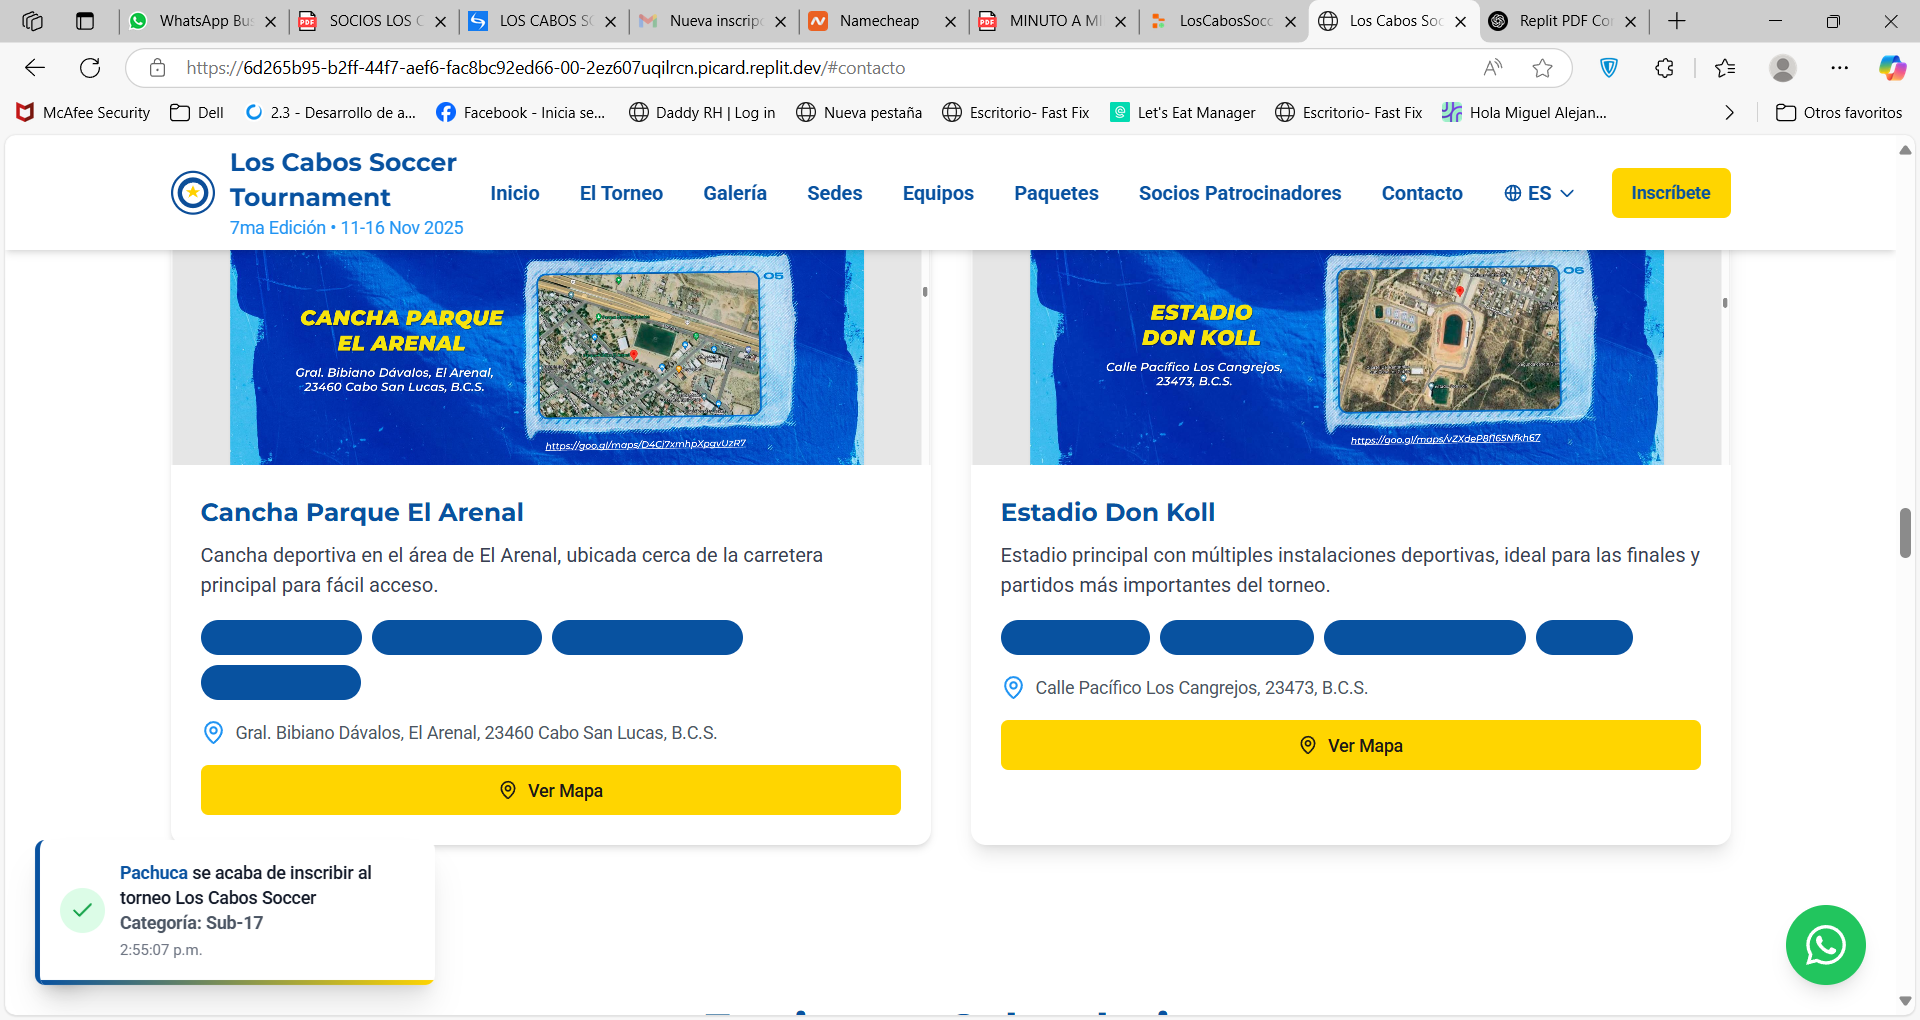 WhatsApp Bus
SOCIOS LOS C
LOS CABOS SO
Nueva inscripc
Namecheap
MINUTO A MI
LosCabosSocc
Los Cabos Soc
Replit PDF Con
https://6d265b95-b2ff-44f7-aef6-fac8bc92ed66-00-2ez607uqilrcn.picard.replit.dev/#contacto
McAfee Security
Dell
2.3 - Desarrollo de a...
Facebook - Inicia se...
Daddy RH | Log in
Nueva pestaña
Escritorio- Fast Fix
Let's Eat Manager
Escritorio- Fast Fix
Hola Miguel Alejan...
Otros favoritos
Los Cabos Soccer
Tournament
7ma Edición • 11-16 Nov 2025
Inicio
El Torneo
Galería
Sedes
Equipos
Paquetes
Socios Patrocinadores
Contacto
ES
Inscríbete
05
CANCHA PARQUE
EL ARENAL
Gral. Bibiano Dávalos, El Arenal,
23460 Cabo San Lucas, B.C.S.
https://goo.gl/maps/D4Cj7xmhpXpgvUzR7
06
ESTADIO
DON KOLL
Calle Pacífico Los Cangrejos,
23473, B.C.S.
https://goo.gl/maps/vZXdeP8f165Nfkh67
Cancha Parque El Arenal
Cancha deportiva en el área de El Arenal, ubicada cerca de la carretera
principal para fácil acceso.
Gral. Bibiano Dávalos, El Arenal, 23460 Cabo San Lucas, B.C.S.
Ver Mapa
Estadio Don Koll
Estadio principal con múltiples instalaciones deportivas, ideal para las finales y
partidos más importantes del torneo.
Calle Pacífico Los Cangrejos, 23473, B.C.S.
Ver Mapa
Pachuca se acaba de inscribir al
torneo Los Cabos Soccer
Categoría: Sub-17
2:55:07 p.m.